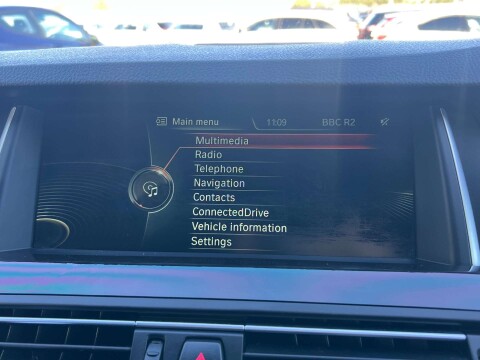 Main menu 11:09 BBC R2
Multimedia
Radio
Telephone
Navigation
Contacts
ConnectedDrive
Vehicle information
Settings